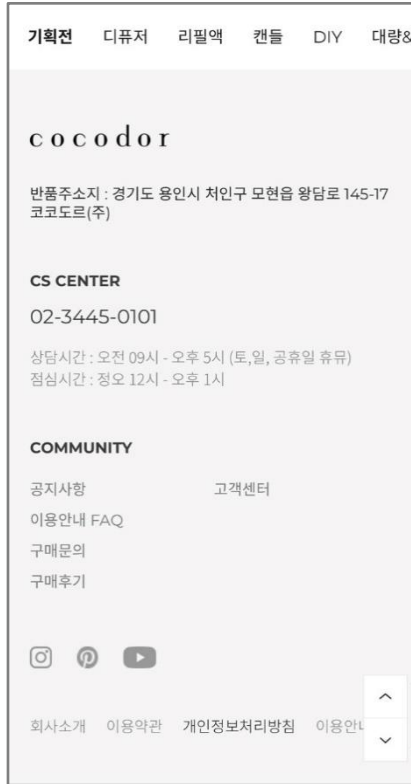 기획전 디퓨저 리필액 캔들 DIY 대량&
cocodor
반품주소지 : 경기도 용인시 처인구 모현읍 왕담로 145-17
코코도르(주)
CS CENTER
02-3445-0101
상담시간 : 오전 09시 - 오후 5시 (토,일, 공휴일 휴뮤)
점심시간 : 정오 12시 - 오후 1시
COMMUNITY
공지사항 고객센터
이용안내 FAQ
구매문의
구매후기
회사소개 이용약관 개인정보처리방침 이용안